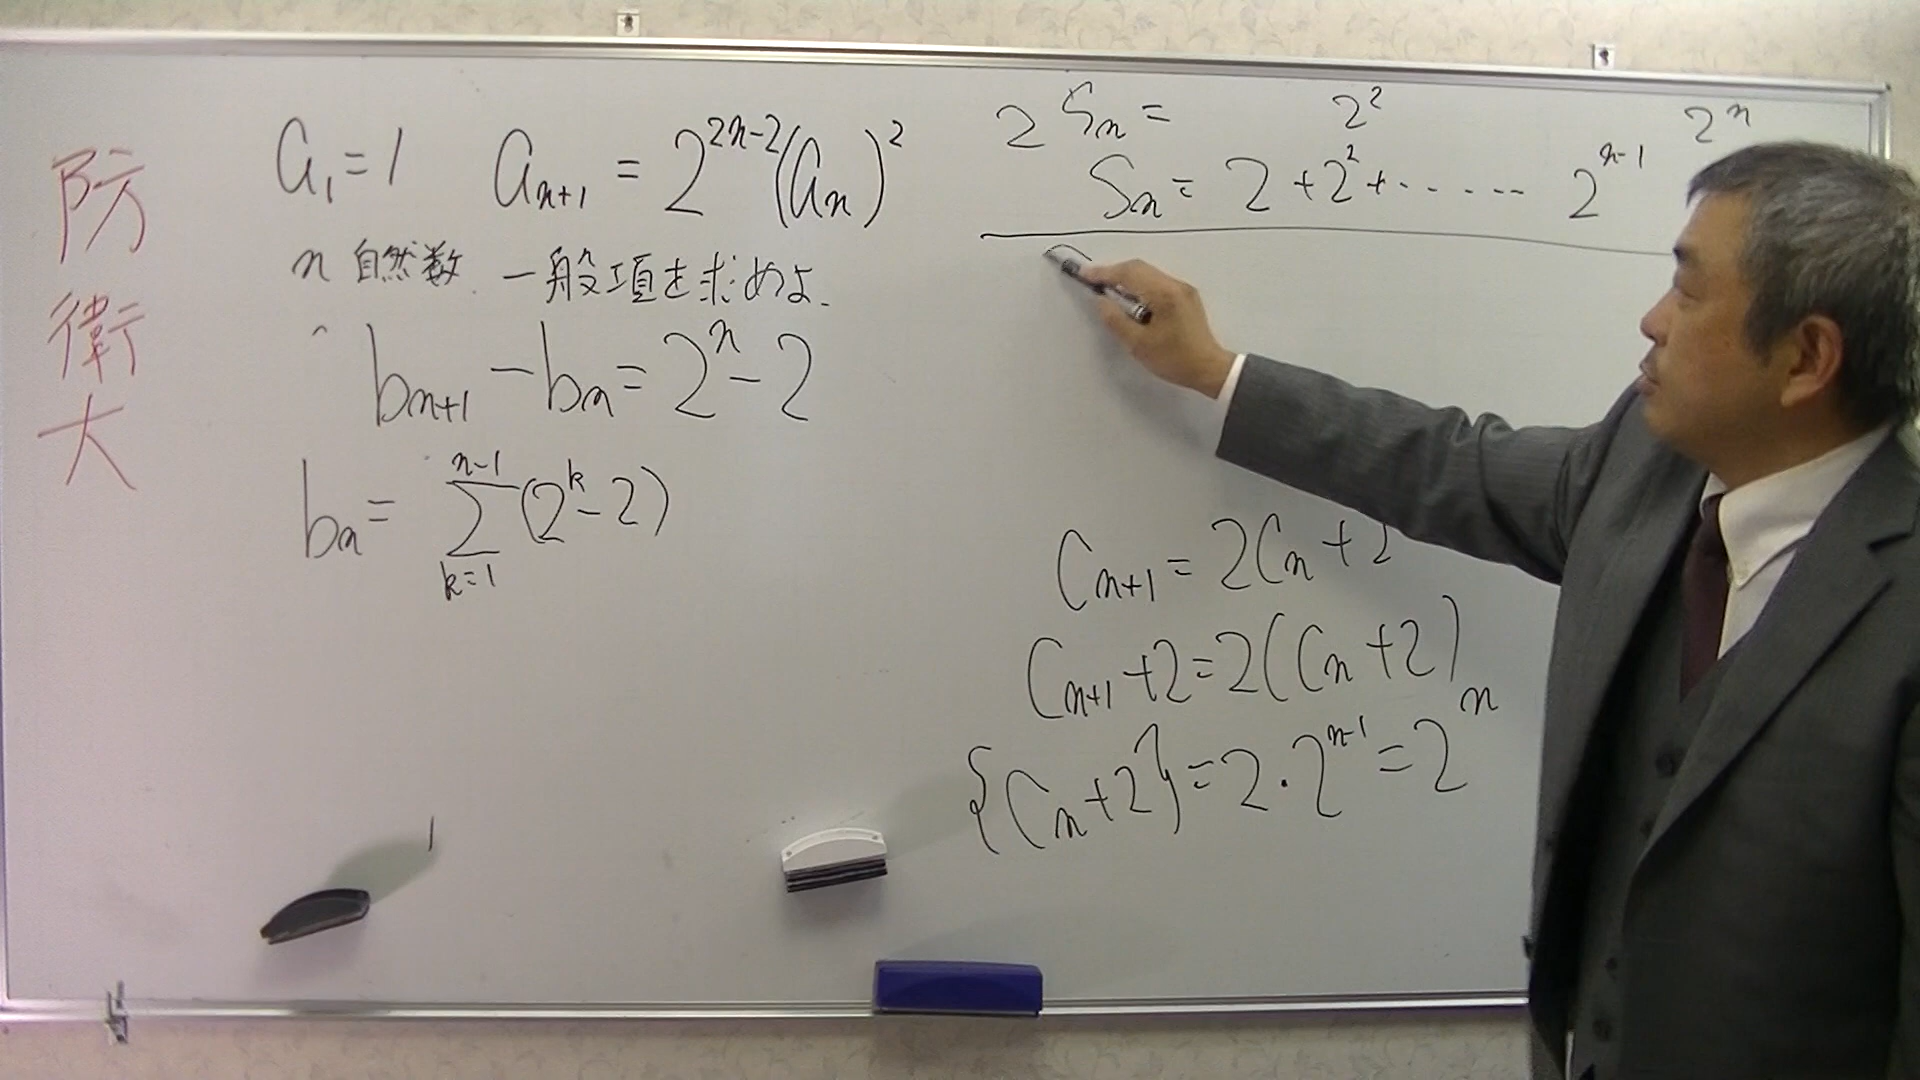 防衛大
a₁=1 aₙ₊₁ = 2²ⁿ⁻²(aₙ)²
n 自然数 一般項を求めよ.
bₙ₊₁ - bₙ = 2ⁿ - 2
n-1
bₙ = Σ (2ᵏ - 2)
k=1
2Sₙ = 2² 2ⁿ
Sₙ = 2 + 2² + ...... 2ⁿ⁻¹
Cₙ₊₁ = 2Cₙ + 2
Cₙ₊₁ + 2 = 2(Cₙ + 2)
{Cₙ + 2} = 2・2ⁿ⁻¹ = 2ⁿ